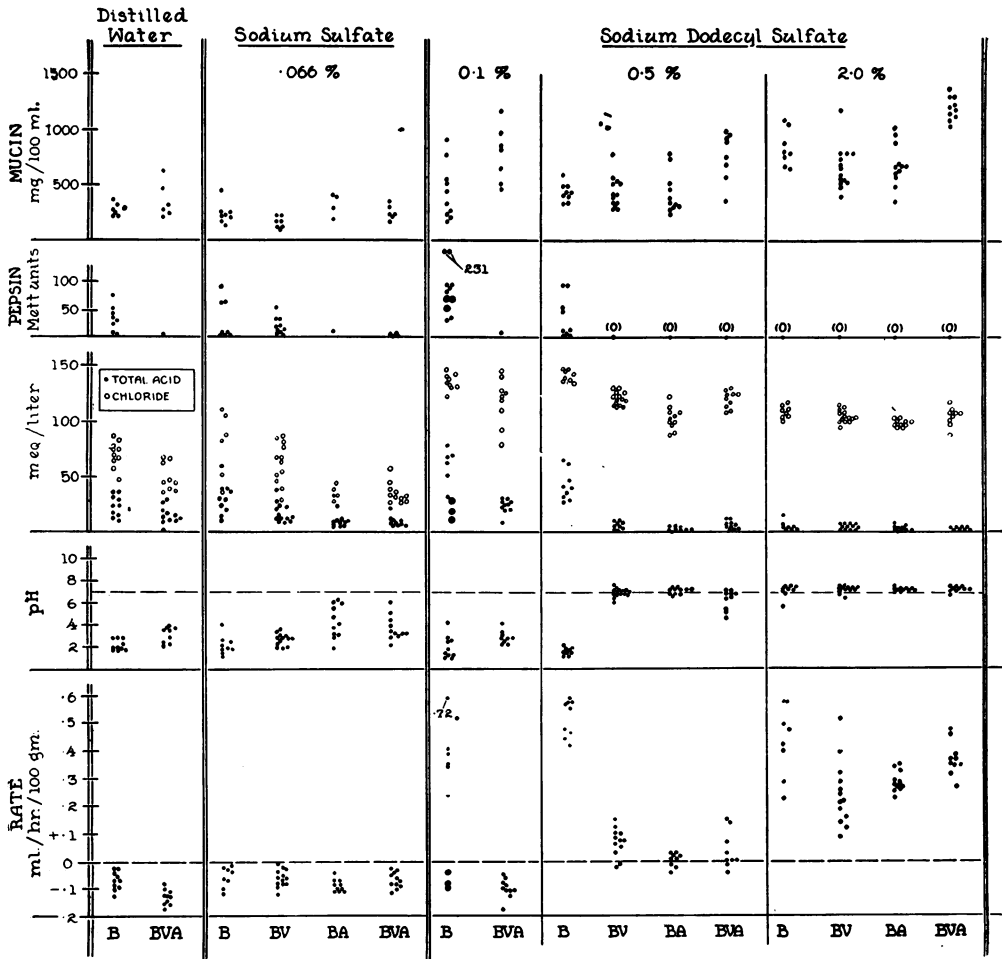 Distilled Water
Sodium Sulfate
Sodium Dodecyl Sulfate
.066 %
0.1 %
0.5 %
2.0 %
MUCIN
mg/100 ml.
1500
1000
500
PEPSIN
Mett units
100
50
231
(0) (0) (0) (0) (0) (0) (0)
m eq/liter
150
100
50
• TOTAL ACID
○ CHLORIDE
pH
10
8
6
4
2
RATE
ml./hr./100 gm.
.6
.5
.4
.3
.2
+.1
0
-.1
.2
.72
B BVA B BV BA BVA B BVA B BV BA BVA B BV BA BVA